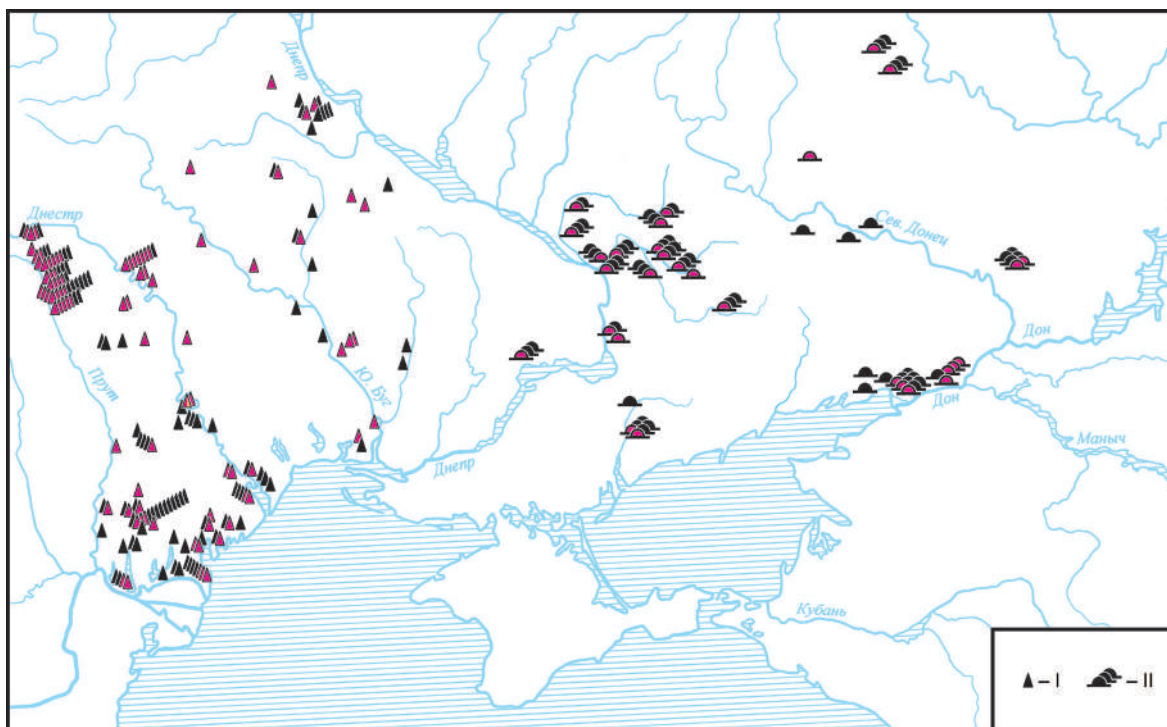 Днепр
Днестр
Сев. Донец
Дон
Прут
Ю. Буг
Дон
Маныч
Днепр
Кубань
– I
– II